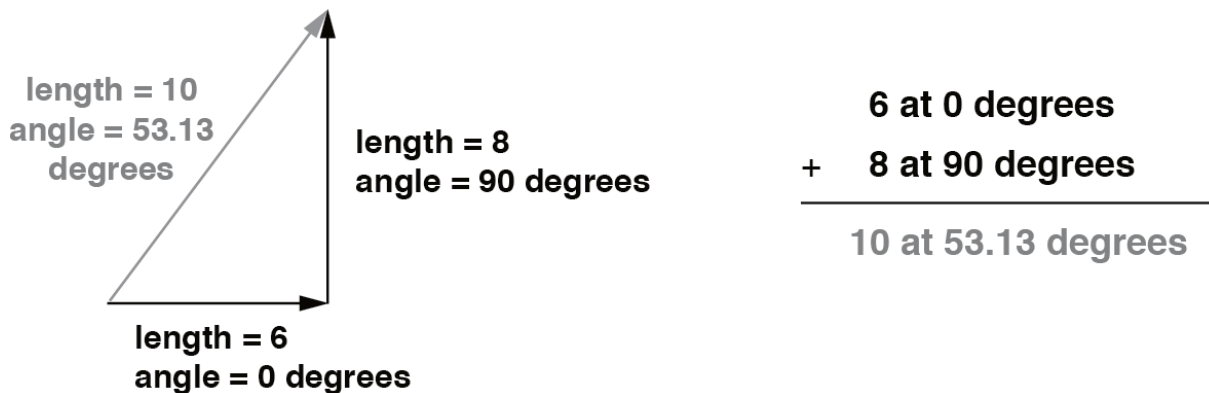 length = 10
angle = 53.13
degrees
length = 8
angle = 90 degrees
length = 6
angle = 0 degrees
6 at 0 degrees
+ 8 at 90 degrees
10 at 53.13 degrees